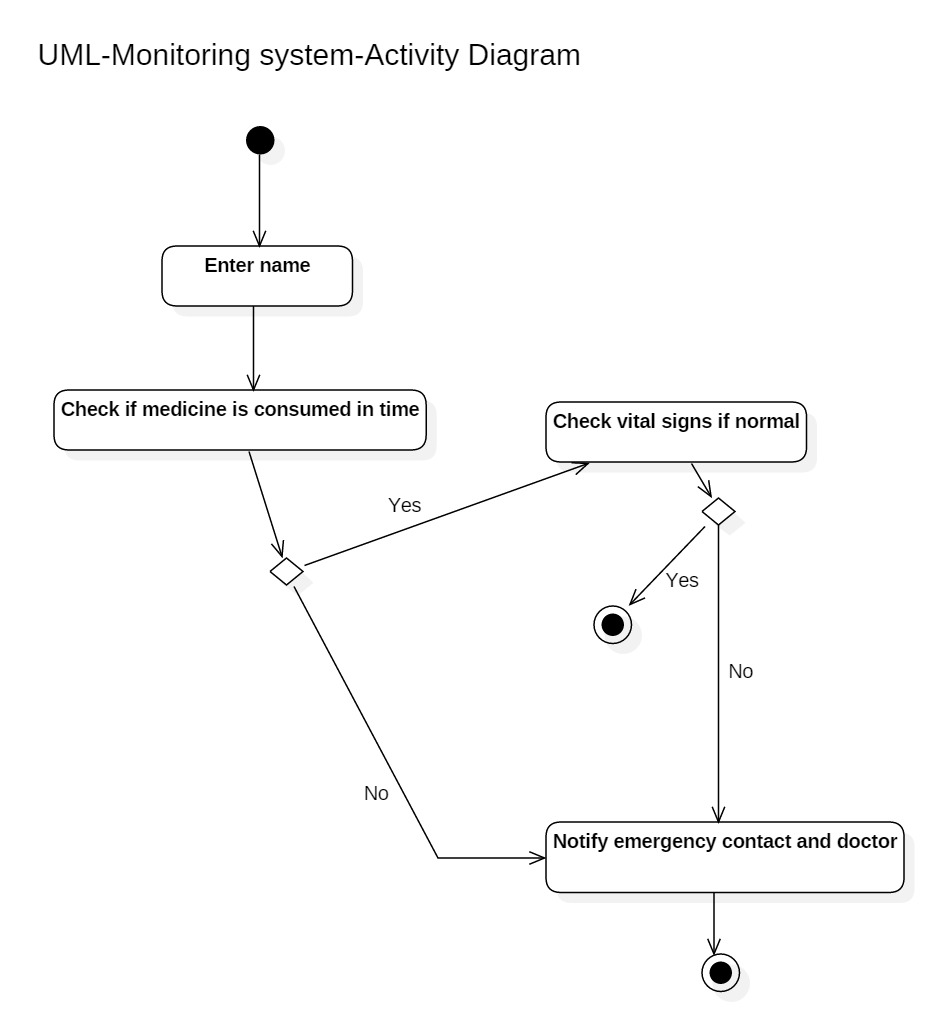 UML-Monitoring system-Activity Diagram
Enter name
Check if medicine is consumed in time
Check vital signs if normal
Yes
Yes
No
No
Notify emergency contact and doctor